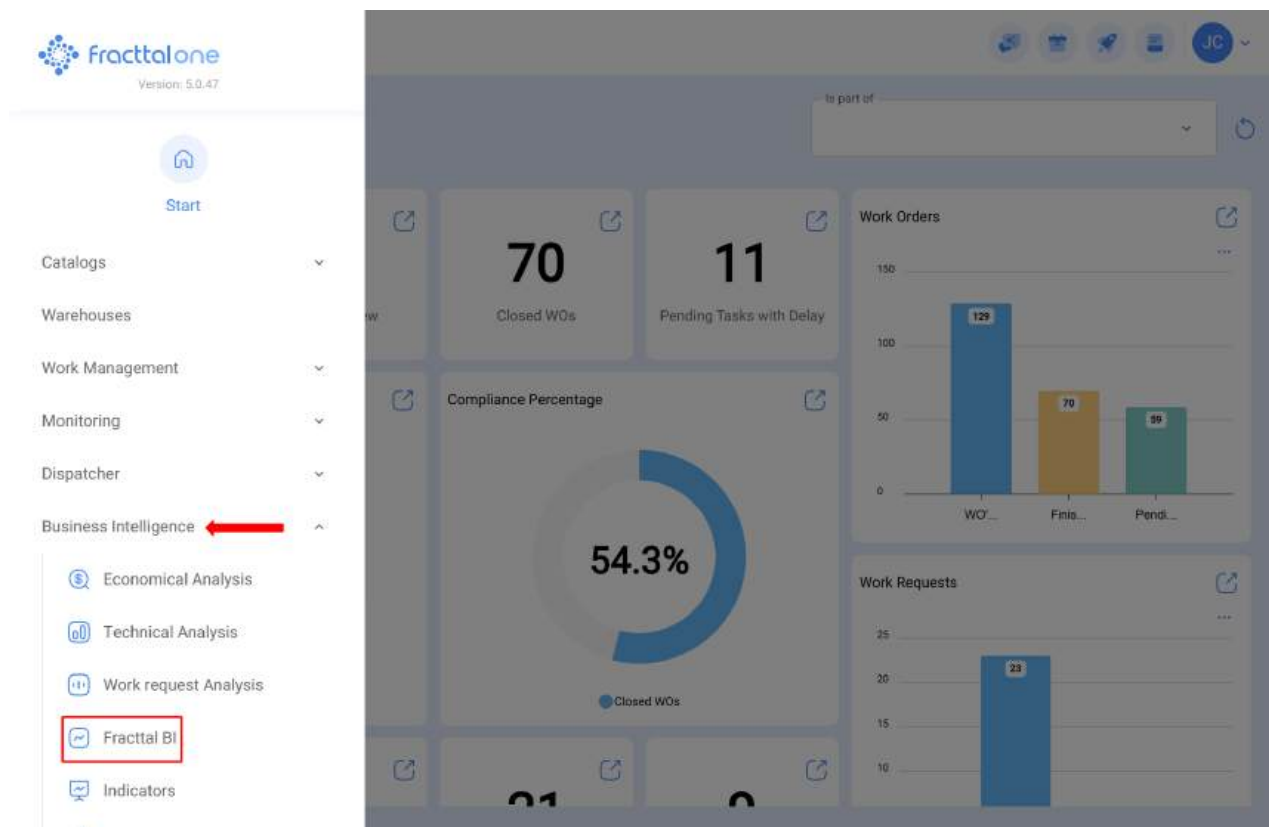 fracttal one
Version: 5.0.47
Start
Catalogs
Warehouses
Work Management
Monitoring
Dispatcher
Business Intelligence
Economical Analysis
Technical Analysis
Work request Analysis
Fracttal BI
Indicators
JC
Is part of
ew
70
Closed WOs
11
Pending Tasks with Delay
Work Orders
...
150
100
50
0
129
70
59
WO'...
Finis...
Pendi...
Compliance Percentage
54.3%
Closed WOs
Work Requests
...
25
20
15
10
23